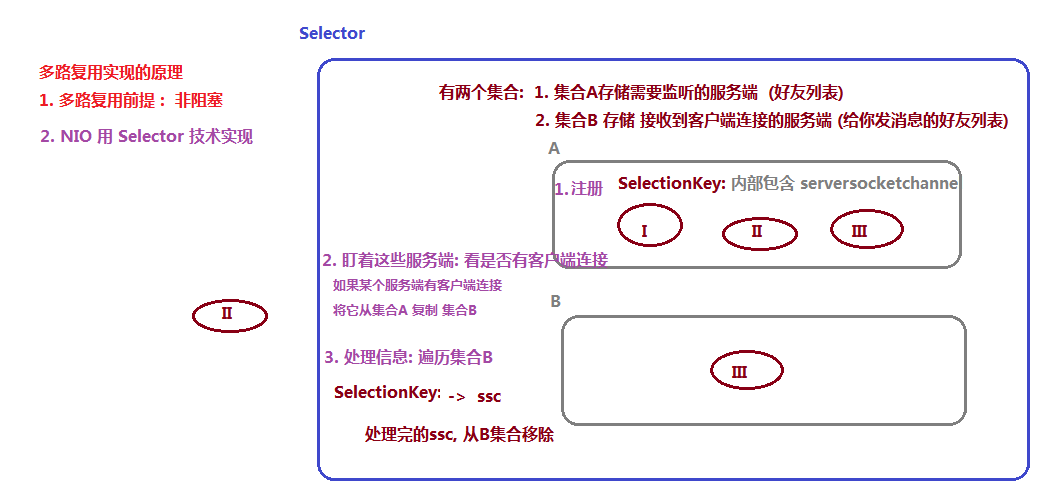 Selector
多路复用实现的原理
1. 多路复用前提： 非阻塞
2. NIO 用 Selector 技术实现
有两个集合: 1. 集合A存储需要监听的服务端 (好友列表)
2. 集合B 存储 接收到客户端连接的服务端 (给你发消息的好友列表)
A
1. 注册 SelectionKey: 内部包含 serversocketchanne
I II III
2. 盯着这些服务端: 看是否有客户端连接
如果某个服务端有客户端连接
将它从集合A 复制 集合B
B
II
3. 处理信息: 遍历集合B
III
SelectionKey: -> ssc
处理完的ssc, 从B集合移除